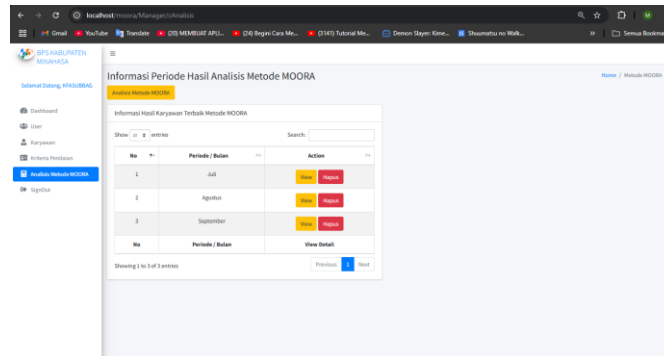 localhost/moora/Manager/cAnalisis
M Gmail YouTube Translate (20) MEMBUAT APLI... (24) Begini Cara Me... (3141) Tutorial Me... Demon Slayer: Kime... Shuumatsu no Walk... » Semua Bookma
BPS KABUPATEN
MINAHASA
Selamat Datang, KFASUBBAG
Dashboard
User
Karyawan
Kriteria Penilaian
Analisis Metode MOORA
SignOut
Informasi Periode Hasil Analisis Metode MOORA
Home / Metode MOORA
Analisis Metode MOORA
Informasi Hasil Karyawan Terbaik Metode MOORA
Show 10 entries Search:
No Periode / Bulan Action
1 Juli View Hapus
2 Agustus View Hapus
3 September View Hapus
No Periode / Bulan View Detail
Showing 1 to 3 of 3 entries
Previous 1 Next